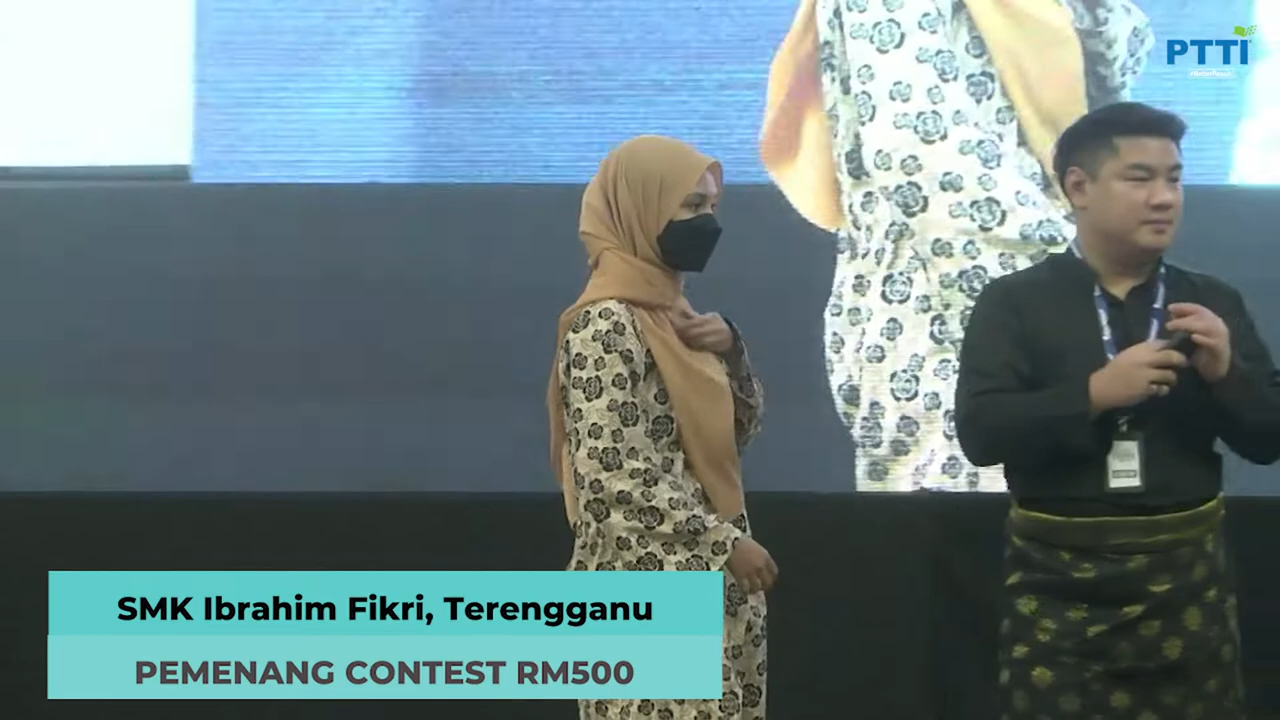 PTTI
SMK Ibrahim Fikri, Terengganu
PEMENANG CONTEST RM500